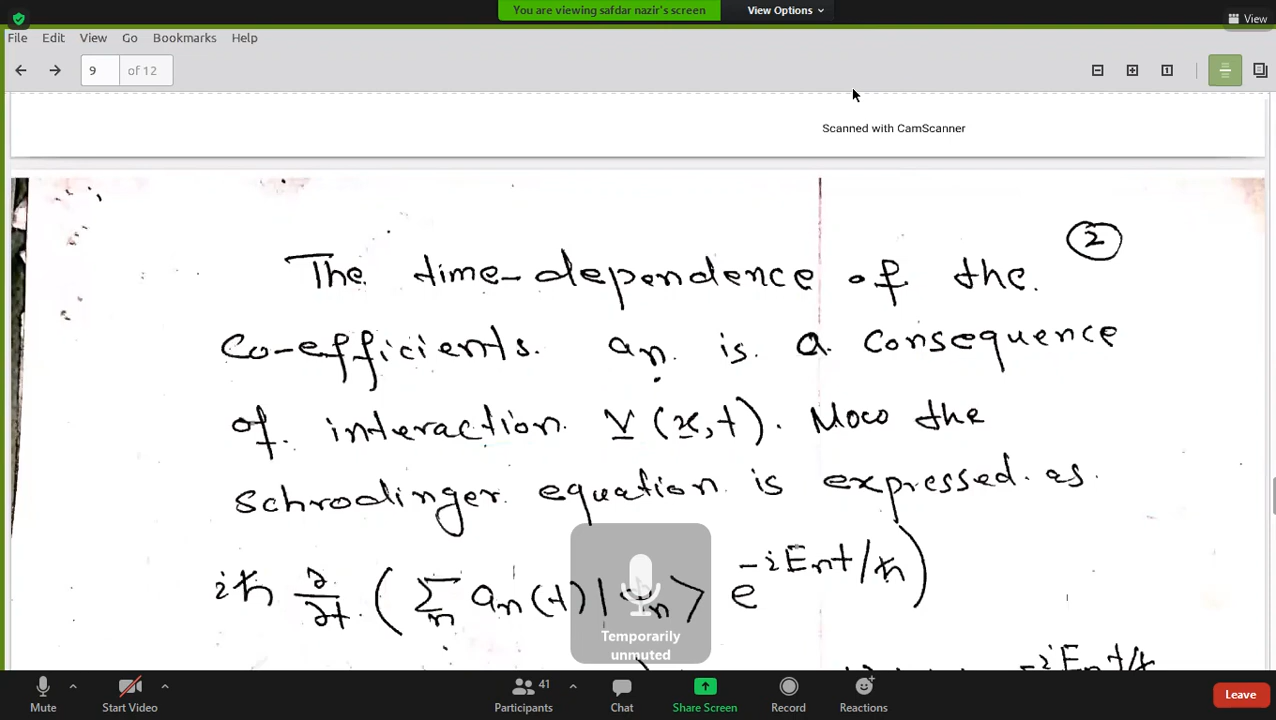 You are viewing safdar nazir's screen View Options
View
File Edit View Go Bookmarks Help
9 of 12
Scanned with CamScanner
2
The time-dependence of the
co-efficients. an is a consequence
of interaction V(x,t). Now the
schrodinger equation is expressed as
iħ ∂/∂t (∑n an(t)|ψn> e^-iEnt/ħ)
-iEnt/ħ
Temporarily
unmuted
41
Mute Start Video Participants Chat Share Screen Record Reactions Leave